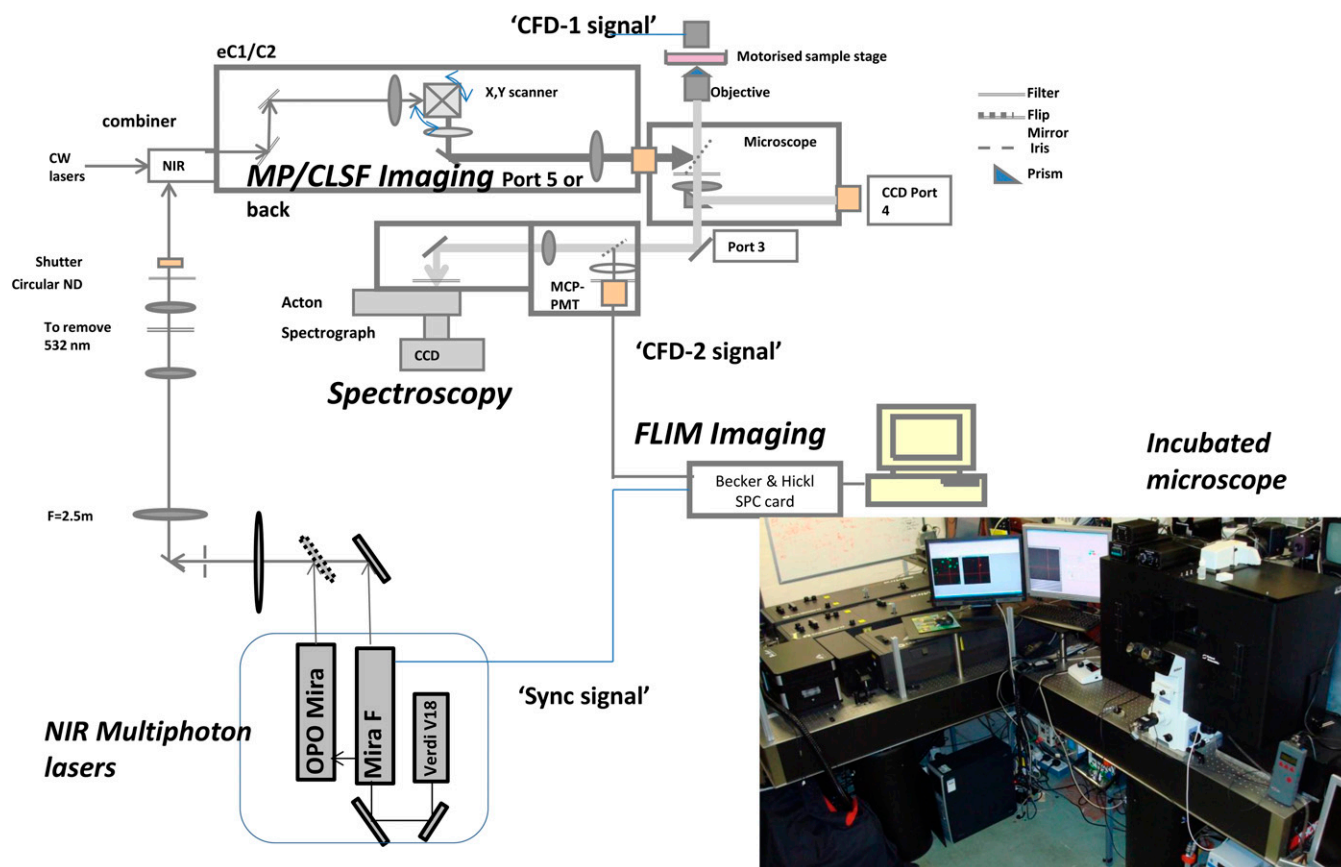 'CFD-1 signal'
eC1/C2
Motorised sample stage
X,Y scanner
Objective
Filter
Flip
Mirror
Iris
Prism
combiner
Microscope
CW
lasers
NIR
MP/CLSF Imaging Port 5 or
back
CCD Port
4
Port 3
Shutter
Circular ND
MCP-
PMT
To remove
532 nm
Acton
Spectrograph
CCD
'CFD-2 signal'
Spectroscopy
FLIM Imaging
Incubated
microscope
Becker & Hickl
SPC card
F=2.5m
'Sync signal'
OPO Mira
Mira F
Verdi V18
NIR Multiphoton
lasers